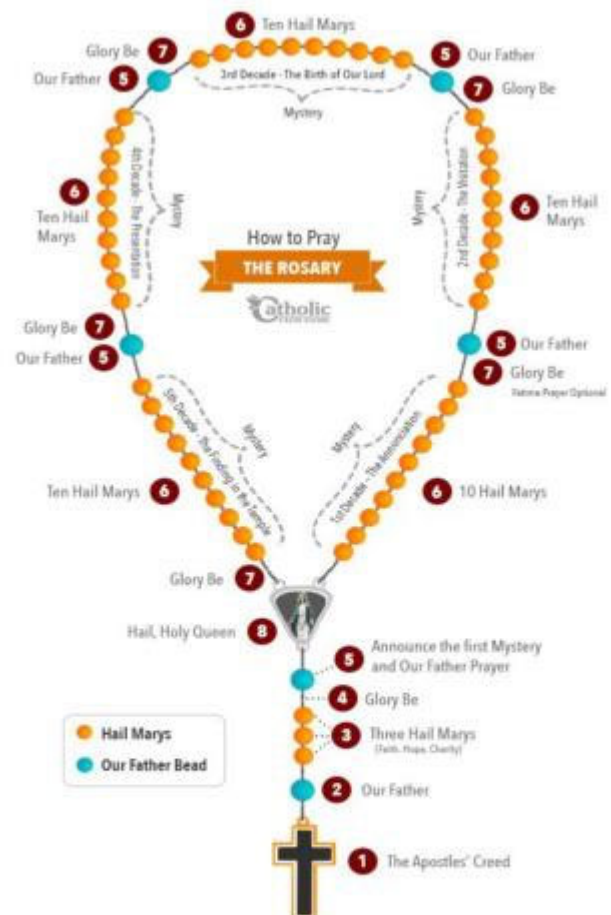 6 Ten Hail Marys
Glory Be 7
5 Our Father
Our Father 5
3rd Decade - The Birth of Our Lord
7 Glory Be
Mystery
4th Decade - The Presentation
Mystery
Mystery
2nd Decade - The Visitation
6
Ten Hail
Marys
6 Ten Hail
Marys
How to Pray
THE ROSARY
Catholic
Glory Be 7
Our Father 5
5 Our Father
7 Glory Be
Fatima Prayer Optional
5th Decade - The Finding in the Temple
Mystery
Mystery
1st Decade - The Annunciation
Ten Hail Marys 6
6 10 Hail Marys
Glory Be 7
Hail, Holy Queen 8
5 Announce the first Mystery
and Our Father Prayer
4 Glory Be
3 Three Hail Marys
(Faith, Hope, Charity)
Hail Marys
Our Father Bead
2 Our Father
1 The Apostles' Creed